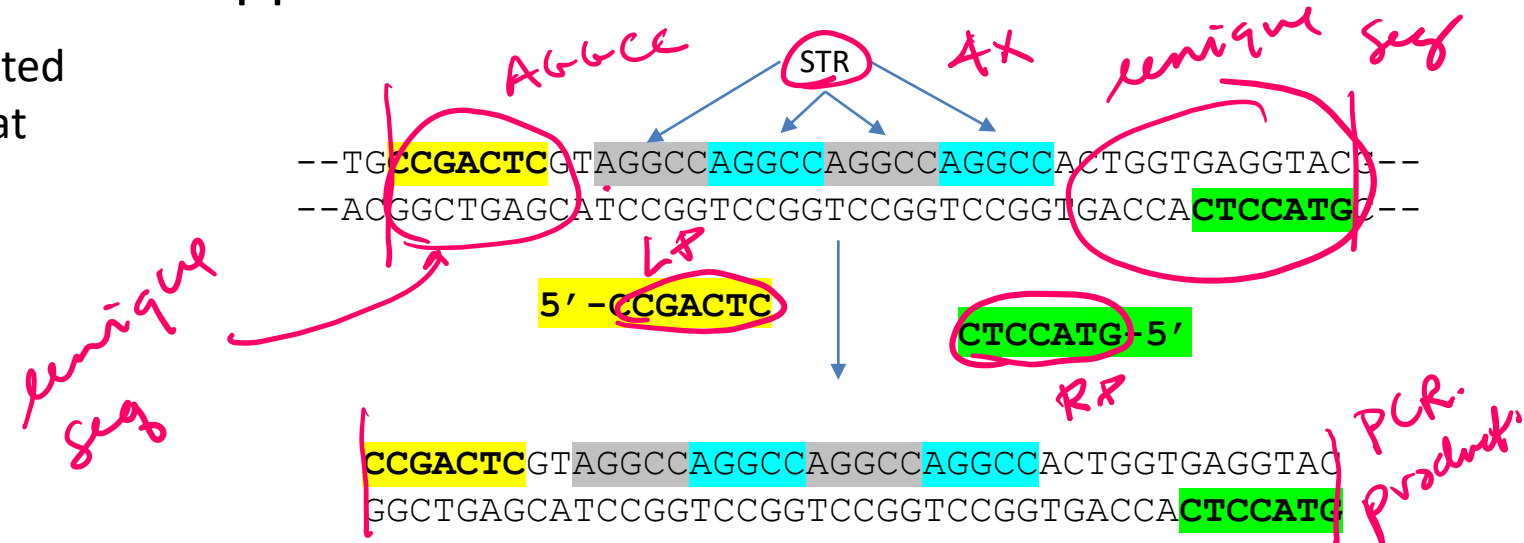 ted
at
AGGCC
STR
4X
unique seq
--TGCCGACTCGTAGGCCAGGCCAGGCCAGGCCACTGGTGAGGTACG--
--ACGGCTGAGCATCCGGTCCGGTCCGGTCCGGTGACCACTCCATGC--
unique
seq
LP
5’-CCGACTC
CTCCATG-5’
RP
PCR.
product.
CCGACTCGTAGGCCAGGCCAGGCCAGGCCACTGGTGAGGTAC
GGCTGAGCATCCGGTCCGGTCCGGTCCGGTGACCACTCCATG